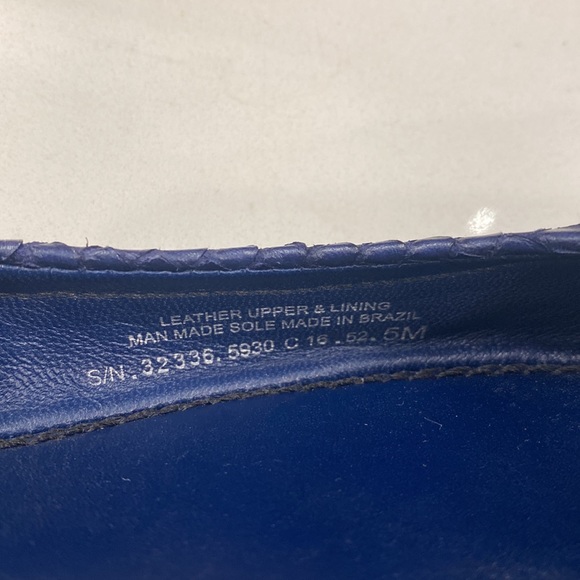 LEATHER UPPER & LINING
MAN MADE SOLE MADE IN BRAZIL
S/N.32336.5930 C 16.52.5M